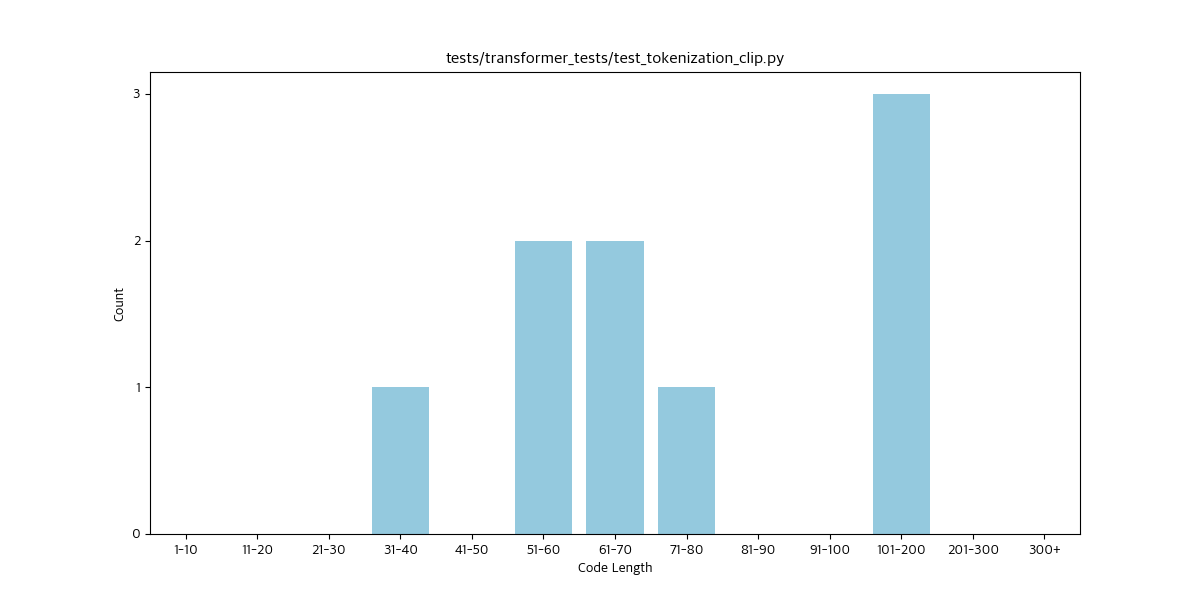 tests/transformer_tests/test_tokenization_clip.py
3
2
1
0
Count
1-10 11-20 21-30 31-40 41-50 51-60 61-70 71-80 81-90 91-100 101-200 201-300 300+
Code Length